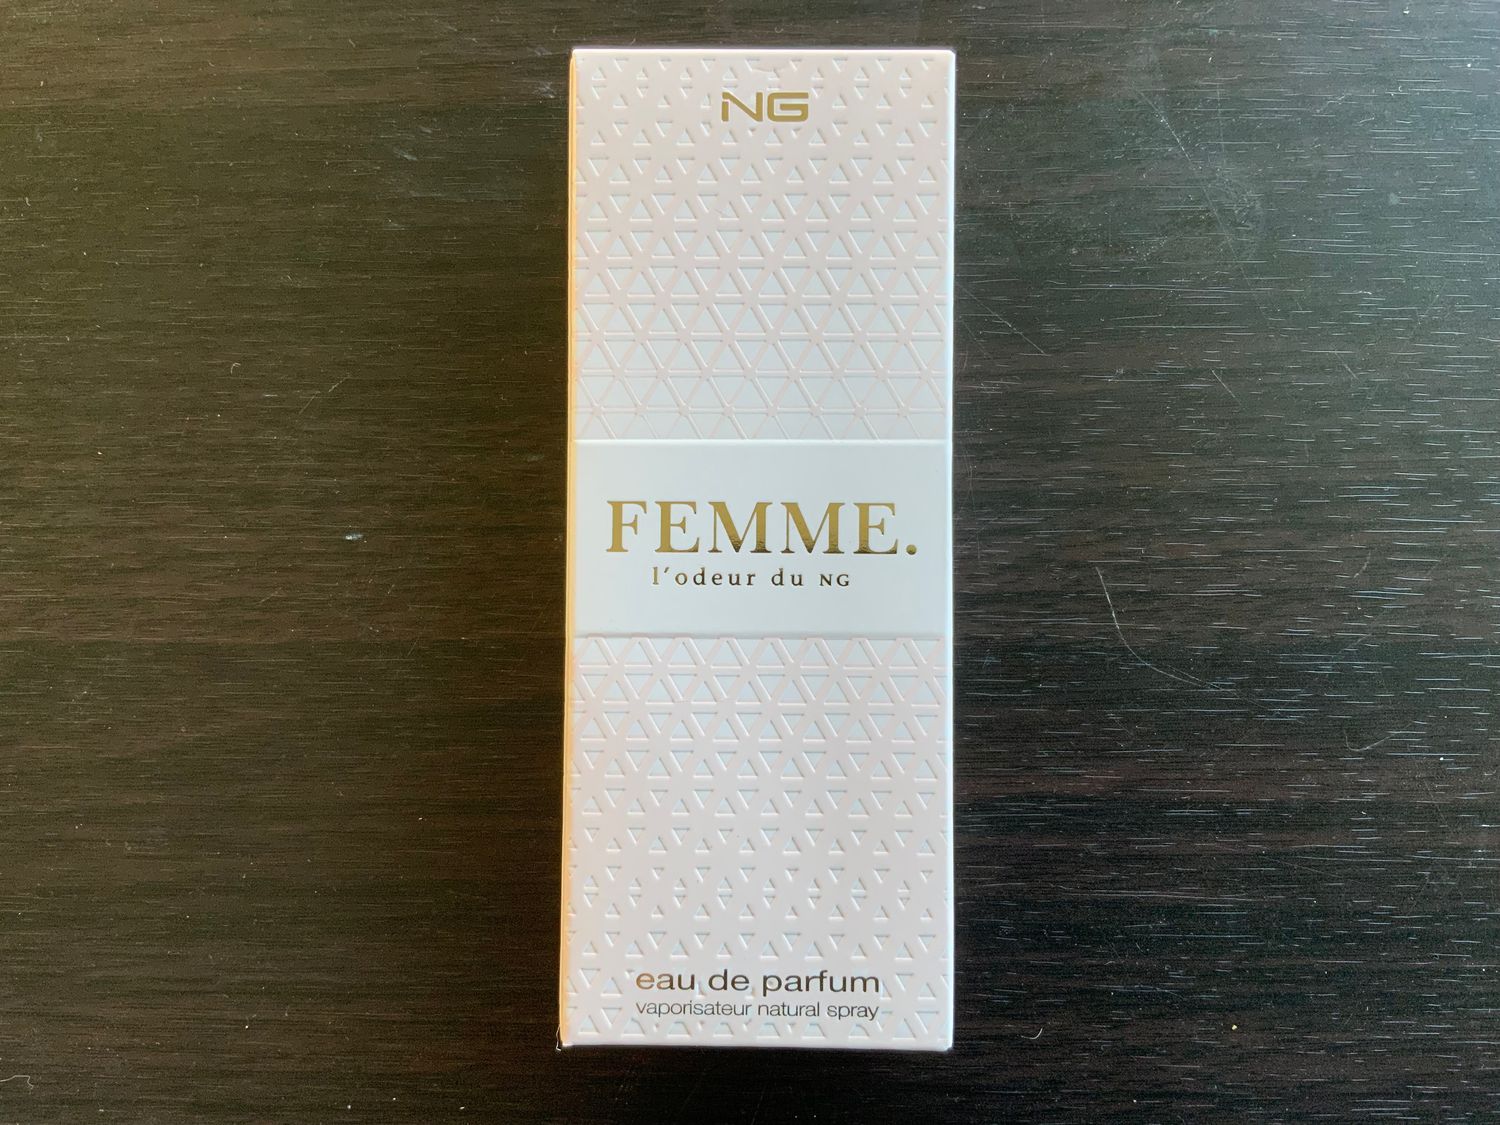 NG
FEMME.
l'odeur du NG
eau de parfum
vaporisateur natural spray